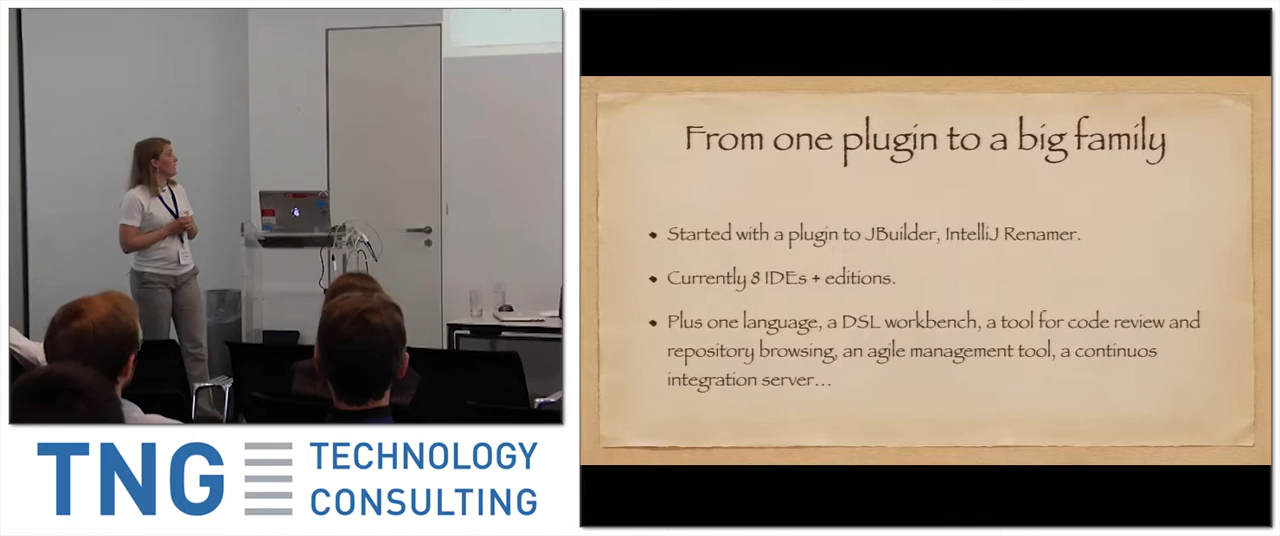 TNG
TECHNOLOGY
CONSULTING
From one plugin to a big family
• Started with a plugin to JBuilder, IntelliJ Renamer.
• Currently 8 IDEs + editions.
• Plus one language, a DSL workbench, a tool for code review and
repository browsing, an agile management tool, a continuos
integration server...